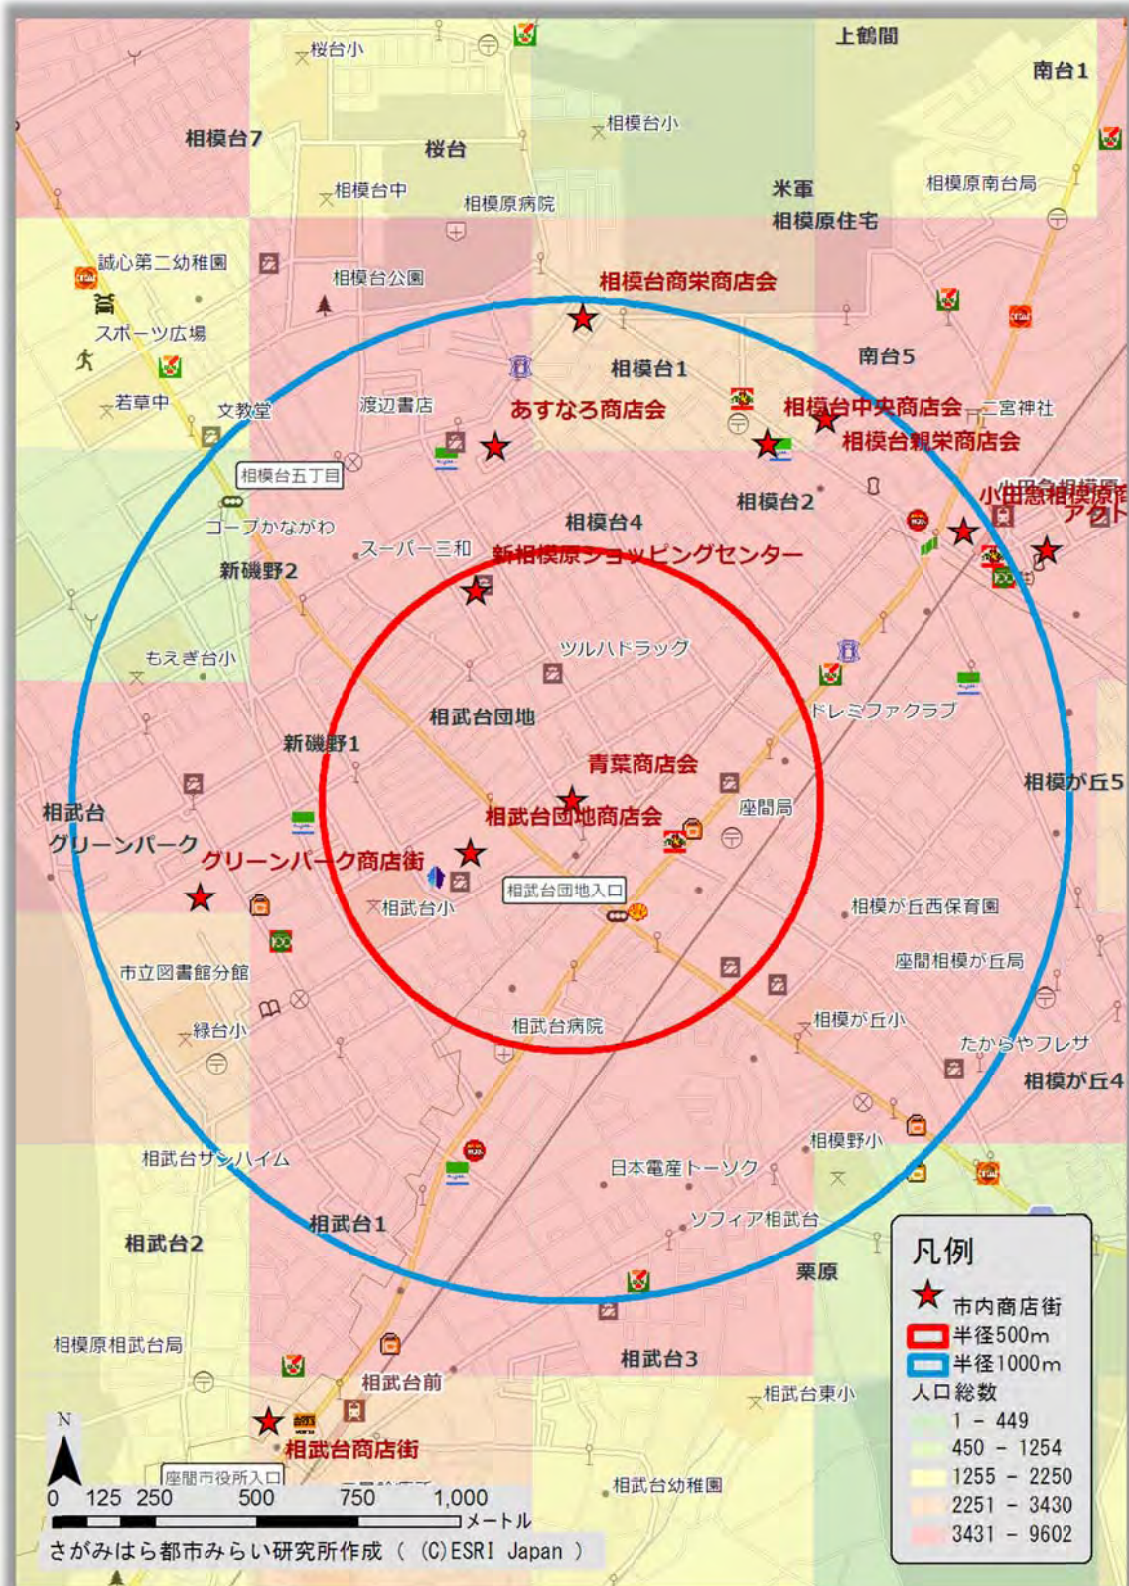 上鶴間
桜台小
南台1
相模台7
桜台
相模台小
相模台中
相模原病院
米軍
相模原住宅
相模原南台局
誠心第二幼稚園
相模台公園
相模台商栄商店会
スポーツ広場
南台5
相模台1
若草中
文教堂
渡辺書店
あすなろ商店会
相模台中央商店会
二宮神社
相模台親栄商店会
相模台五丁目
小田急相模原
小田急相模原商
アクト
相模台2
コープかながわ
相模台4
スーパー三和
新相模原ショッピングセンター
新磯野2
もえぎ台小
ツルハドラッグ
相武台団地
ドレミファクラブ
新磯野1
青葉商店会
相模が丘5
相武台
グリーンパーク
相武台団地商店会
座間局
グリーンパーク商店街
相武台団地入口
相武台小
相模が丘西保育園
市立図書館分館
座間相模が丘局
緑台小
相武台病院
相模が丘小
たからやフレサ
相模が丘4
相武台サンハイム
相模野小
日本電産トーソク
相武台1
ソフィア相武台
相武台2
栗原
凡例
市内商店街
半径500m
半径1000m
人口総数
1 - 449
450 - 1254
1255 - 2250
2251 - 3430
3431 - 9602
相模原相武台局
相武台3
相武台前
相武台東小
相武台商店街
座間市役所入口
相武台幼稚園
N
0 125 250 500 750 1,000
メートル
さがみはら都市みらい研究所作成（ (C)ESRI Japan ）